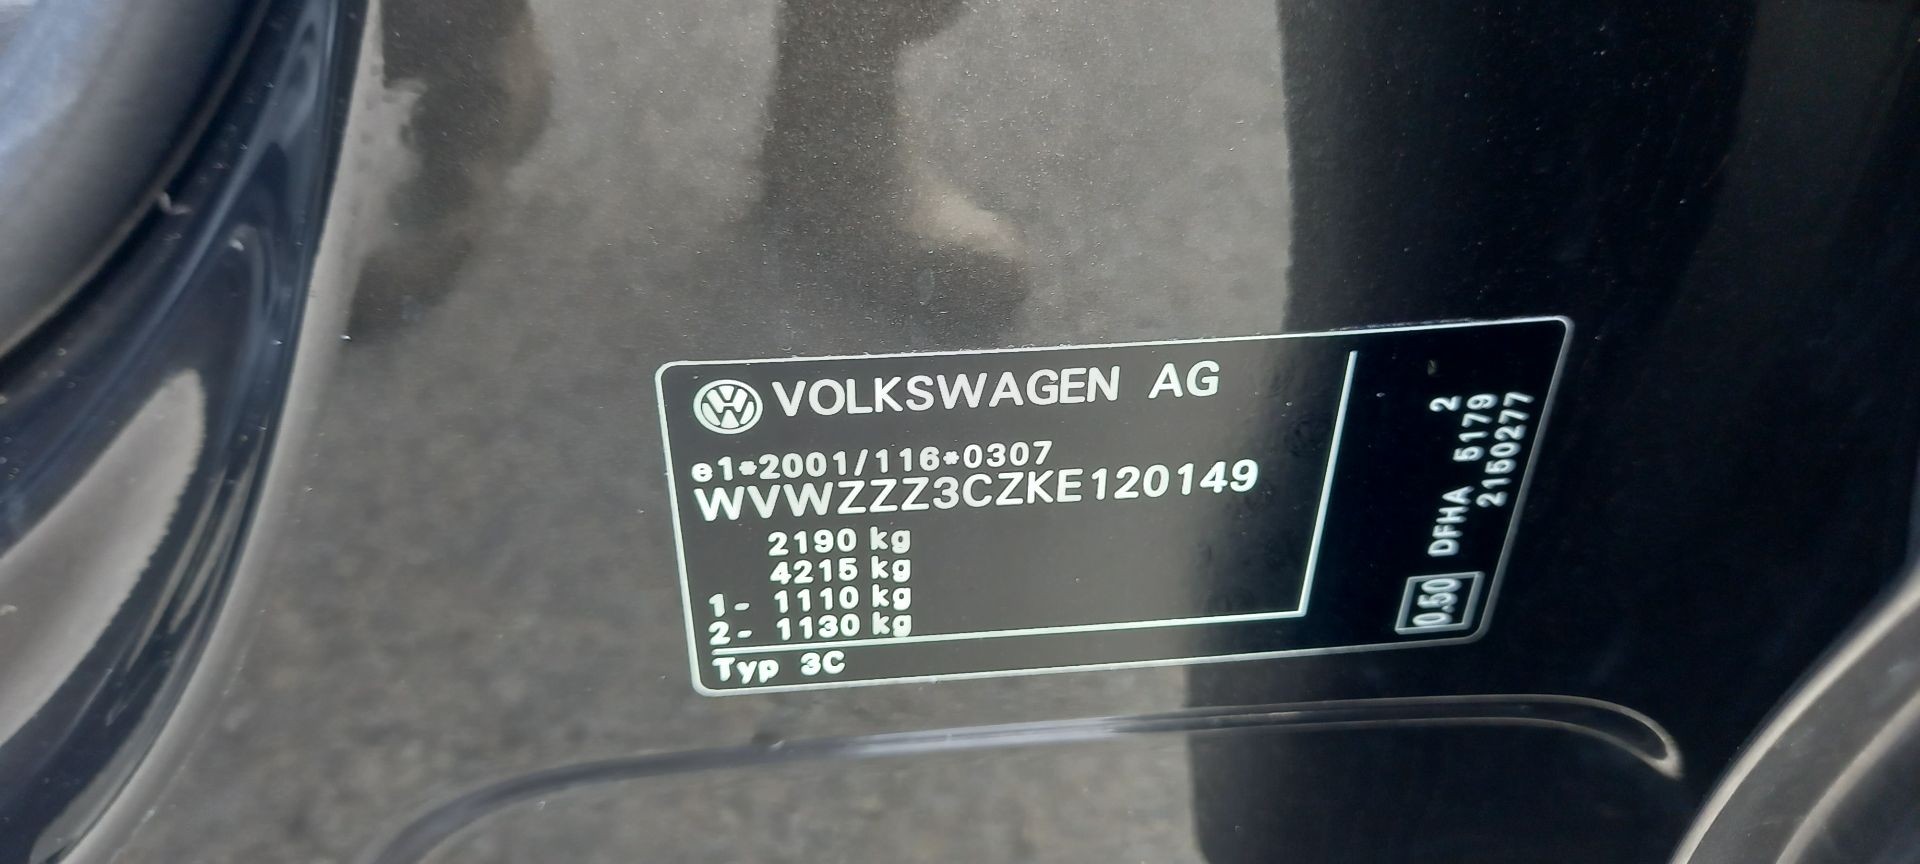 VOLKSWAGEN AG
e1*2001/116*0307
WVWZZZ3CZKE120149
2190 kg
4215 kg
1- 1110 kg
2- 1130 kg
Typ 3C
0.50 DFHA 5179 2
2150277